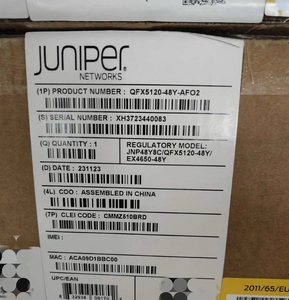 JUNIPER
NETWORKS
(1P) PRODUCT NUMBER : QFX5120-48Y-AFO2
(S) SERIAL NUMBER : XH3723440083
(Q) QUANTITY : 1
REGULATORY MODEL:
JNP48Y8C/QFX5120-48Y/
EX4650-48Y
(D) DATE : 231123
(4L) COO : ASSEMBLED IN CHINA
(7P) CLEI CODE : CMMZ810BRD
IMEI :
MAC: ACA09D1BBC00
UPC/EAN
2011/65/EU